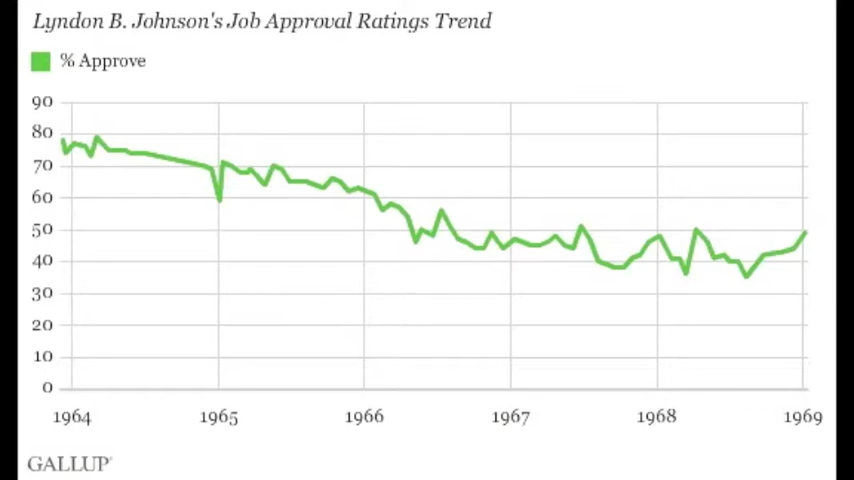 Lyndon B. Johnson's Job Approval Ratings Trend
% Approve
90
80
70
60
50
40
30
20
10
0
1964 1965 1966 1967 1968 1969
GALLUP